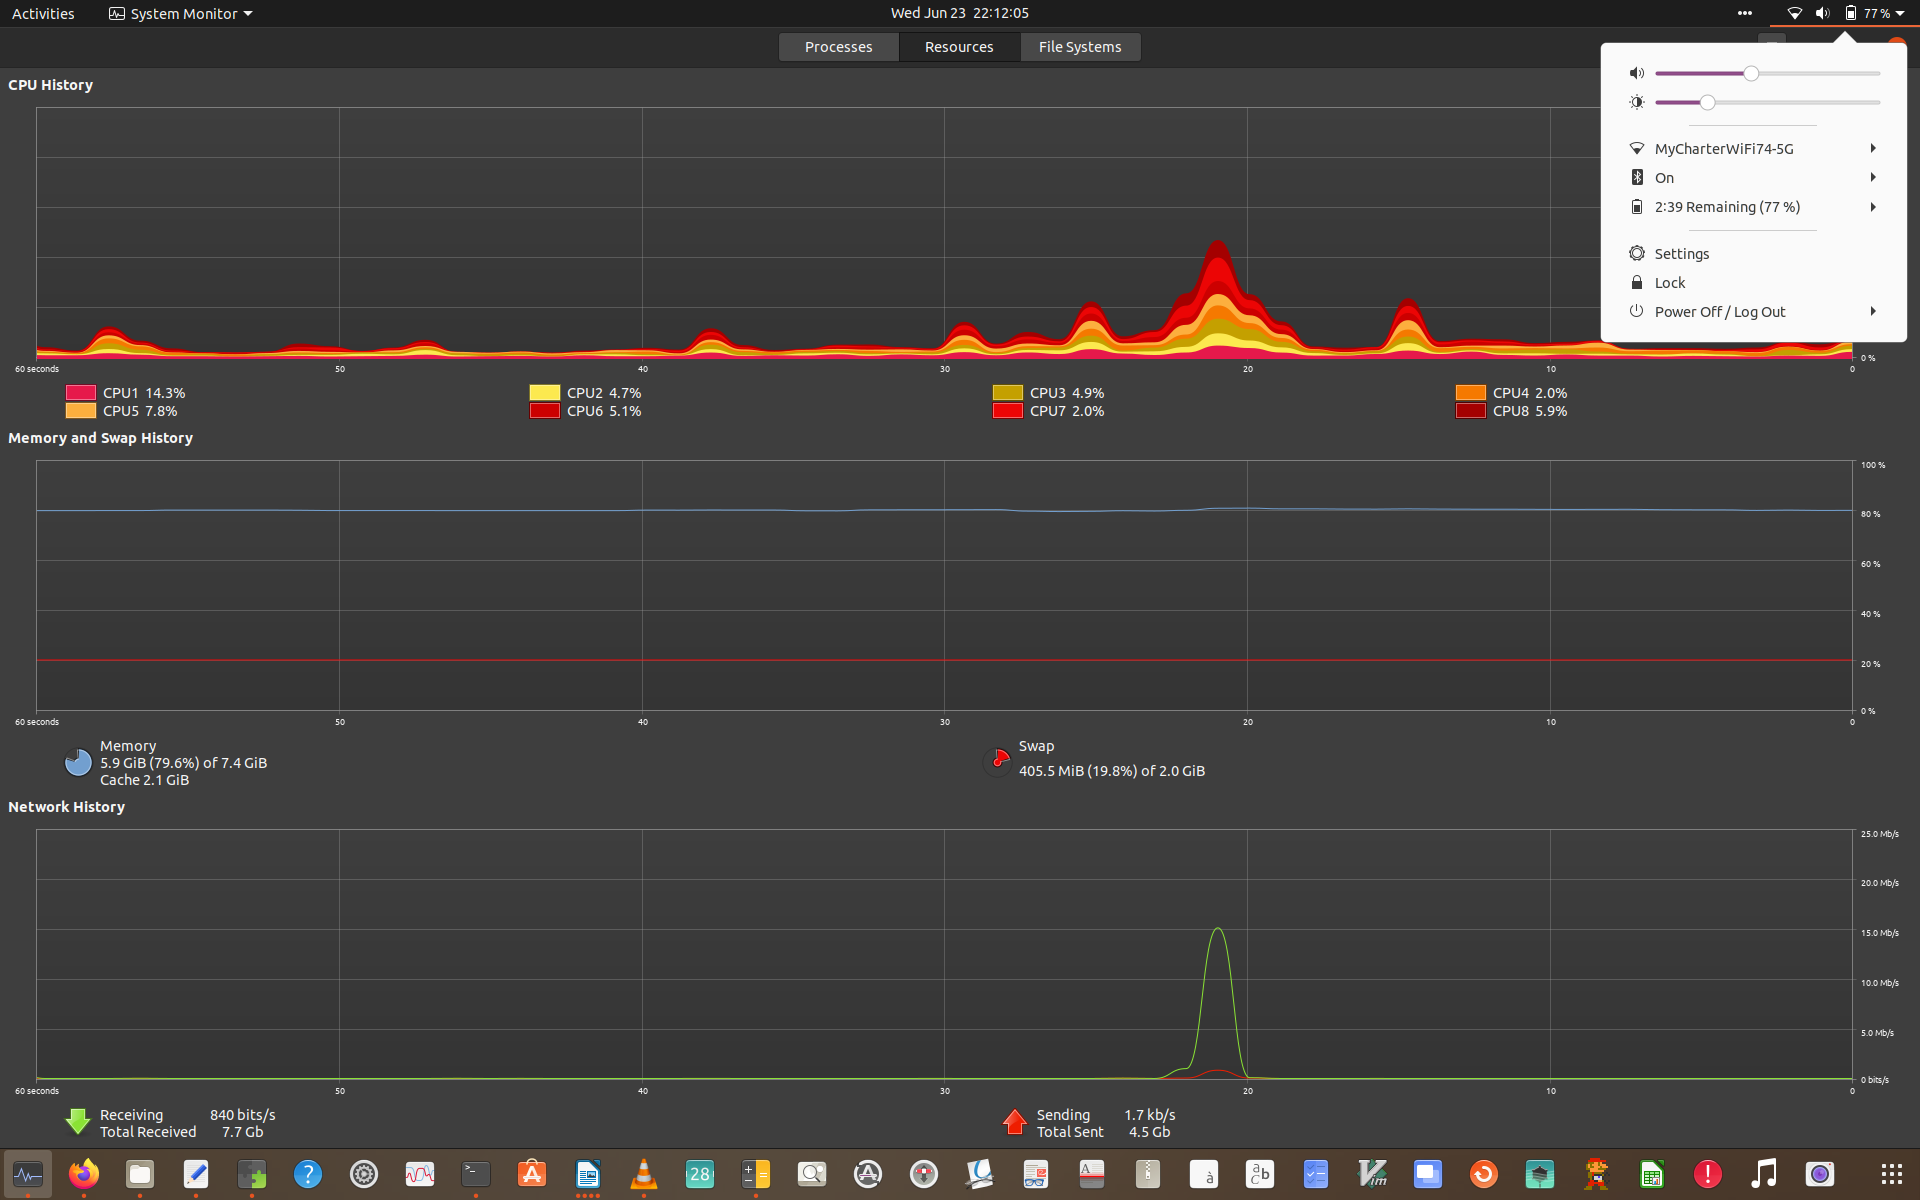 Activities
System Monitor
Wed Jun 23 22:12:05
77 %
Processes
Resources
File Systems
MyCharterWiFi74-5G
On
2:39 Remaining (77 %)
Settings
Lock
Power Off / Log Out
CPU History
0 %
60 seconds 50 40 30 20 10 0
CPU1 14.3% CPU2 4.7% CPU3 4.9% CPU4 2.0%
CPU5 7.8% CPU6 5.1% CPU7 2.0% CPU8 5.9%
Memory and Swap History
100 %
80 %
60 %
40 %
20 %
0 %
60 seconds 50 40 30 20 10 0
Memory
5.9 GiB (79.6%) of 7.4 GiB
Cache 2.1 GiB
Swap
405.5 MiB (19.8%) of 2.0 GiB
Network History
25.0 Mb/s
20.0 Mb/s
15.0 Mb/s
10.0 Mb/s
5.0 Mb/s
0 bits/s
60 seconds 50 40 30 20 10 0
Receiving 840 bits/s
Total Received 7.7 Gb
Sending 1.7 kb/s
Total Sent 4.5 Gb
?
>_
A
28
A
à
a b c
Vim
!